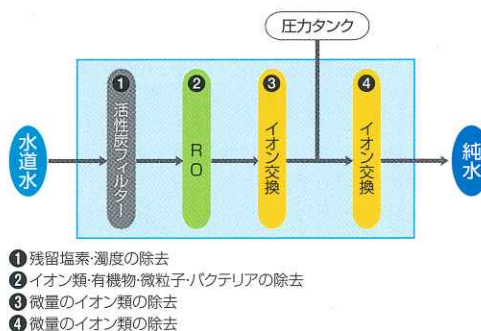 圧力タンク
水道水
❶ 活性炭フィルター
❷ RO
❸ イオン交換
❹ イオン交換
純水
❶ 残留塩素・濁度の除去
❷ イオン類・有機物・微粒子・バクテリアの除去
❸ 微量のイオン類の除去
❹ 微量のイオン類の除去